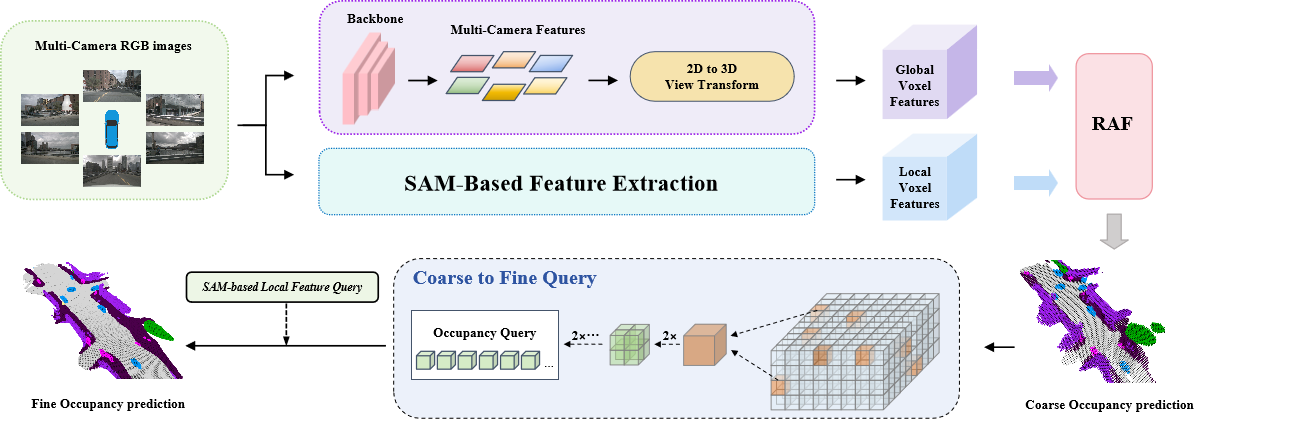 Multi-Camera RGB images
Backbone
Multi-Camera Features
2D to 3D
View Transform
Global
Voxel
Features
RAF
SAM-Based Feature Extraction
Local
Voxel
Features
Coarse to Fine Query
SAM-based Local Feature Query
Occupancy Query
...
2×···
2×
Fine Occupancy prediction
Coarse Occupancy prediction